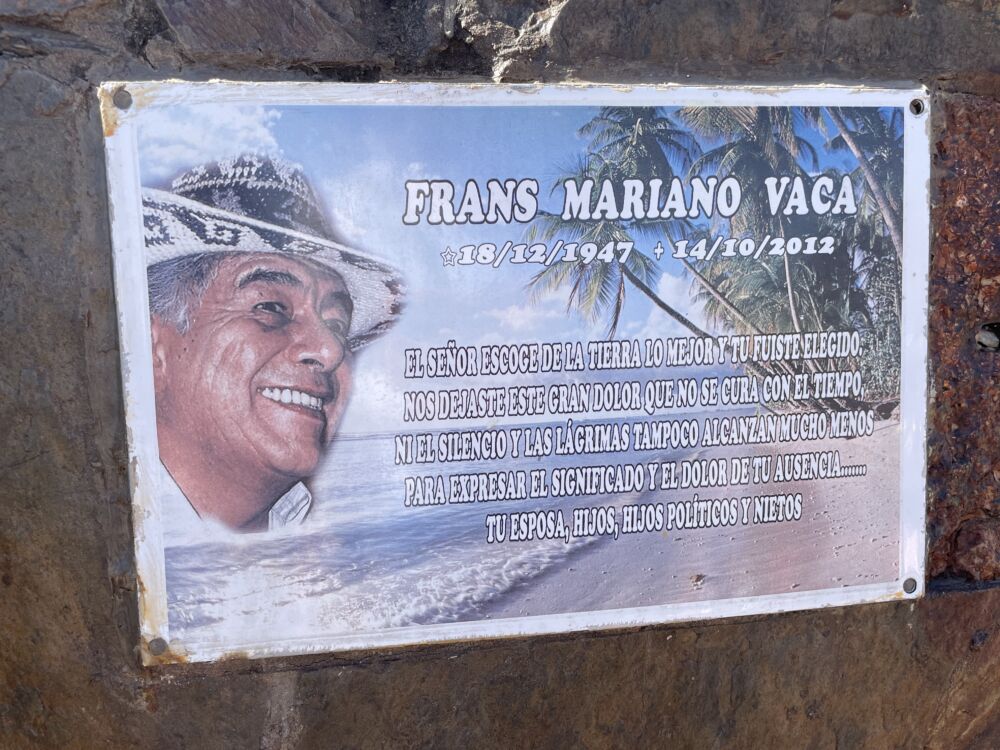 FRANS MARIANO VACA
☆18/12/1947 ✝14/10/2012
EL SEÑOR ESCOGE DE LA TIERRA LO MEJOR Y TU FUISTE ELEGIDO.
NOS DEJASTE ESTE GRAN DOLOR QUE NO SE CURA CON EL TIEMPO.
NI EL SILENCIO Y LAS LÁGRIMAS TAMPOCO ALCANZAN MUCHO MENOS
PARA EXPRESAR EL SIGNIFICADO Y EL DOLOR DE TU AUSENCIA.......
TU ESPOSA, HIJOS, HIJOS POLÍTICOS Y NIETOS